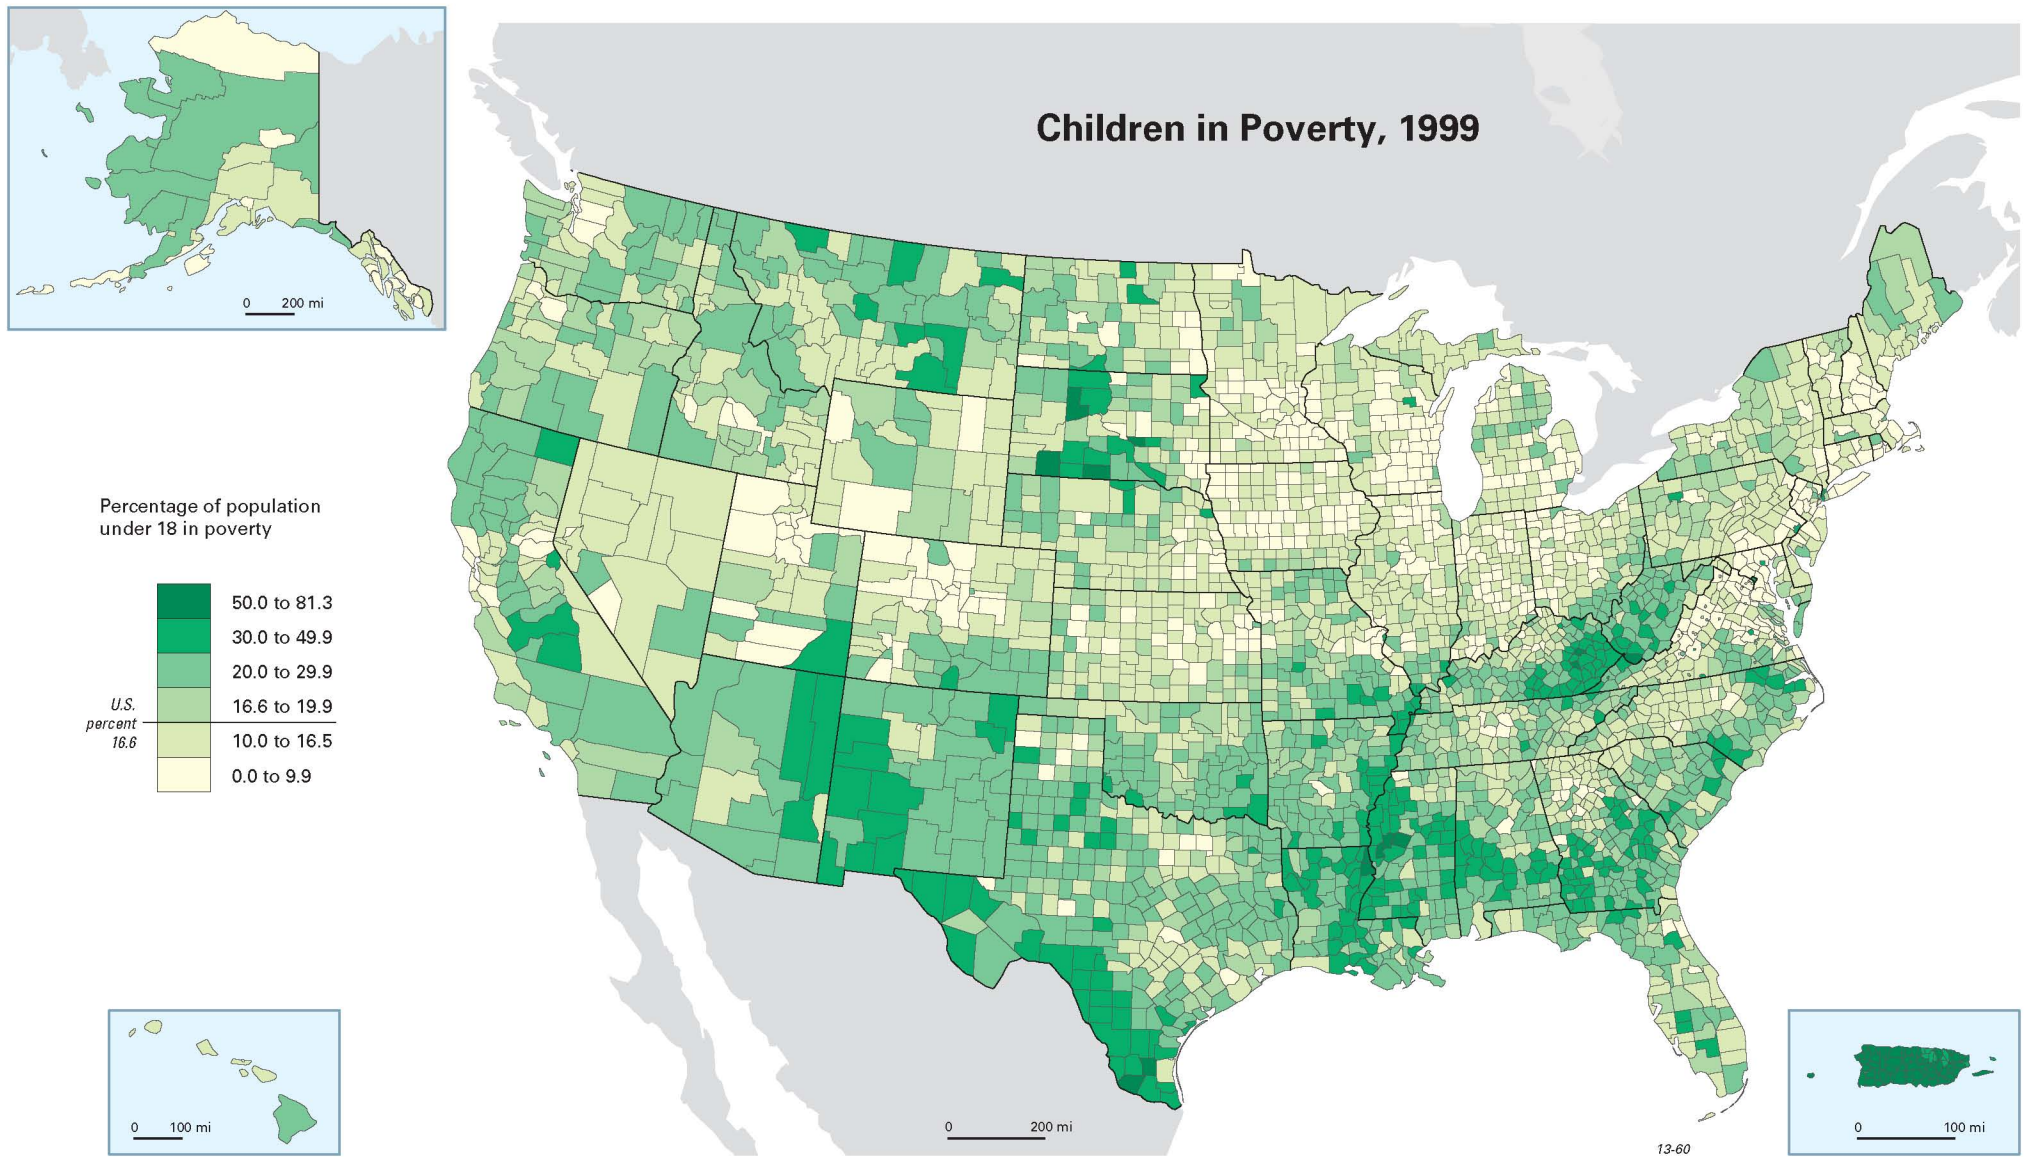 Children in Poverty, 1999
0 200 mi
Percentage of population
under 18 in poverty
50.0 to 81.3
30.0 to 49.9
20.0 to 29.9
16.6 to 19.9
U.S.
percent
16.6
10.0 to 16.5
0.0 to 9.9
0 100 mi
0 200 mi
0 100 mi
13-60